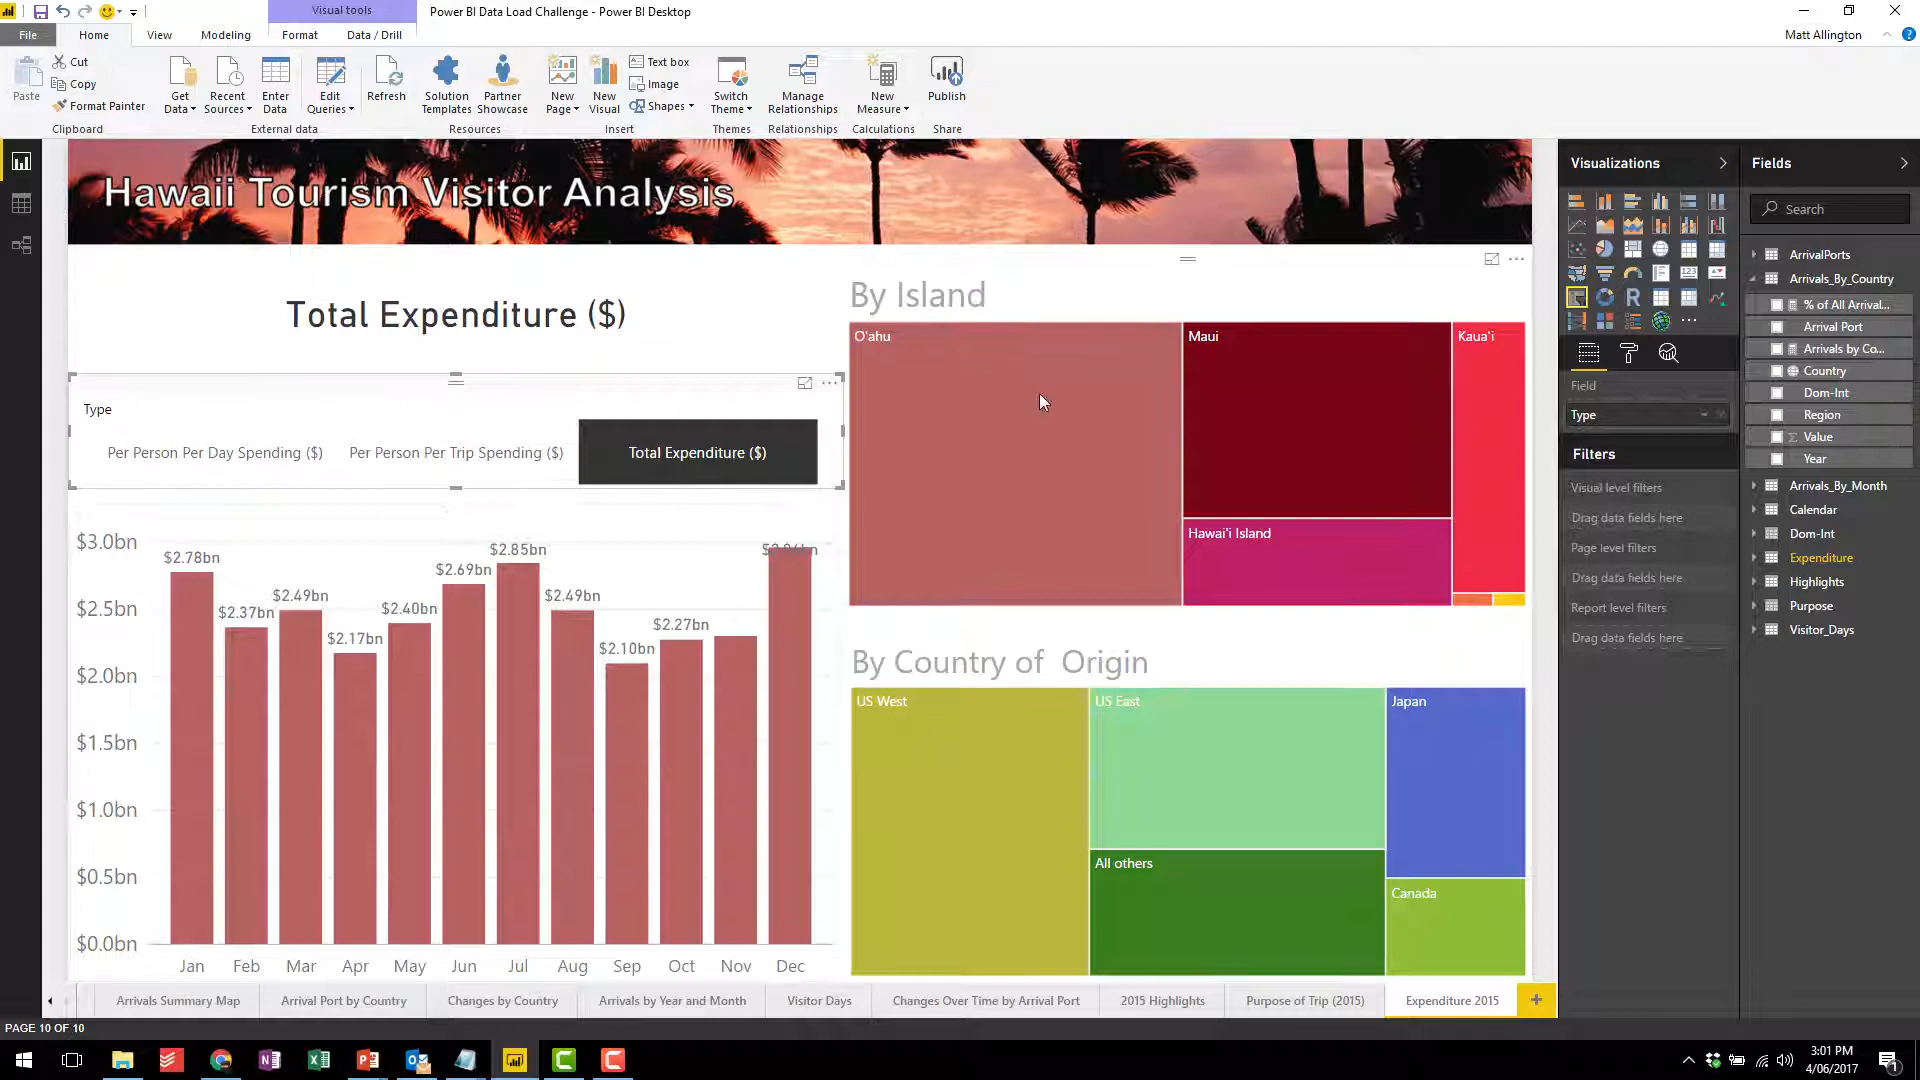 Visual tools
Power BI Data Load Challenge - Power BI Desktop
File
Home
View
Modeling
Format
Data / Drill
Matt Allington
Paste
Cut
Copy
Format Painter
Clipboard
Get Data
Recent Sources
Enter Data
Edit Queries
Refresh
External data
Solution Templates
Partner Showcase
Resources
New Page
New Visual
Text box
Image
Shapes
Insert
Switch Theme
Themes
Manage Relationships
Relationships
New Measure
Calculations
Publish
Share
Hawaii Tourism Visitor Analysis
Total Expenditure ($)
Type
Per Person Per Day Spending ($)
Per Person Per Trip Spending ($)
Total Expenditure ($)
$3.0bn
$2.5bn
$2.0bn
$1.5bn
$1.0bn
$0.5bn
$0.0bn
$2.78bn
$2.37bn
$2.49bn
$2.17bn
$2.40bn
$2.69bn
$2.85bn
$2.49bn
$2.10bn
$2.27bn
Jan
Feb
Mar
Apr
May
Jun
Jul
Aug
Sep
Oct
Nov
Dec
By Island
O'ahu
Maui
Kaua'i
Hawai'i Island
By Country of Origin
US West
US East
Japan
All others
Canada
Visualizations
Field
Type
Filters
Visual level filters
Drag data fields here
Page level filters
Drag data fields here
Report level filters
Drag data fields here
Fields
Search
ArrivalPorts
Arrivals_By_Country
% of All Arrival...
Arrival Port
Arrivals by Co...
Country
Dom-Int
Region
Value
Year
Arrivals_By_Month
Calendar
Dom-Int
Expenditure
Highlights
Purpose
Visitor_Days
Arrivals Summary Map
Arrival Port by Country
Changes by Country
Arrivals by Year and Month
Visitor Days
Changes Over Time by Arrival Port
2015 Highlights
Purpose of Trip (2015)
Expenditure 2015
PAGE 10 OF 10
3:01 PM
4/06/2017